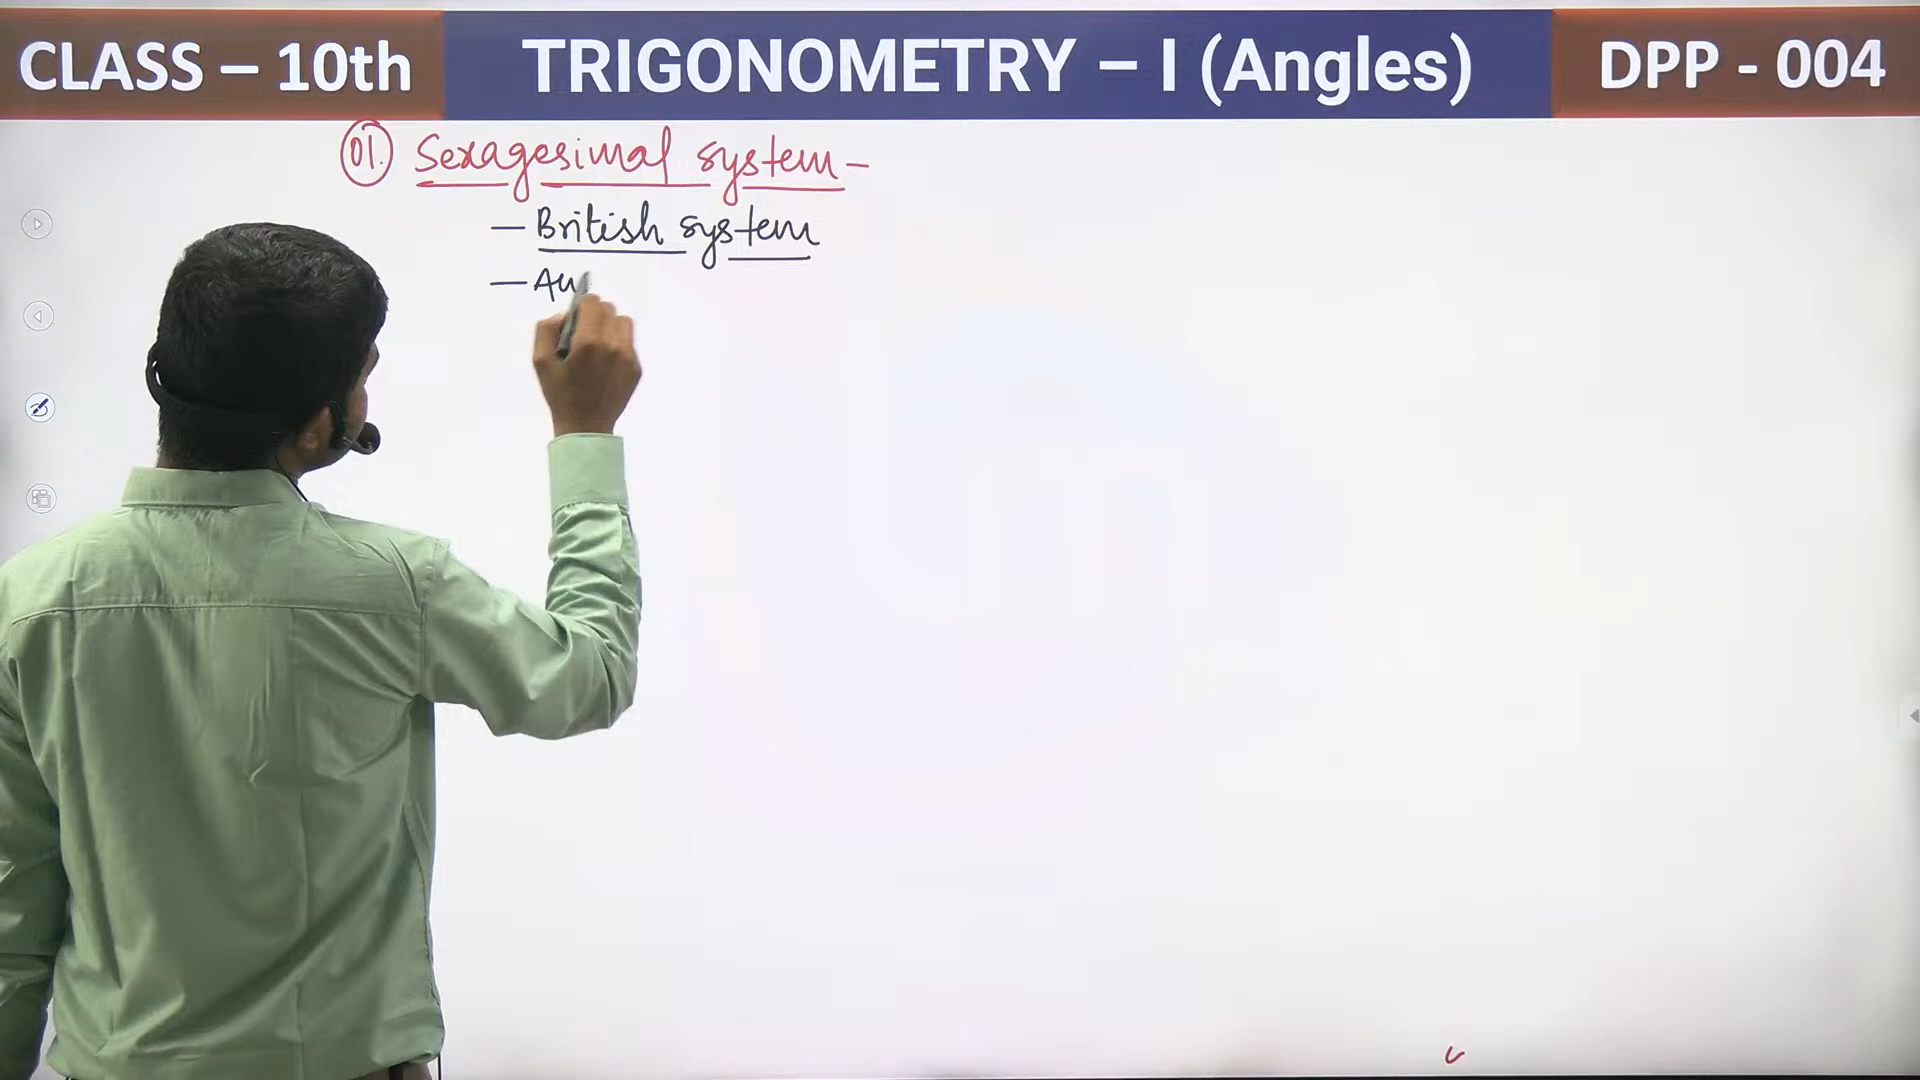 CLASS – 10th TRIGONOMETRY – I (Angles) DPP - 004
01. Sexagesimal system –
– British system
–